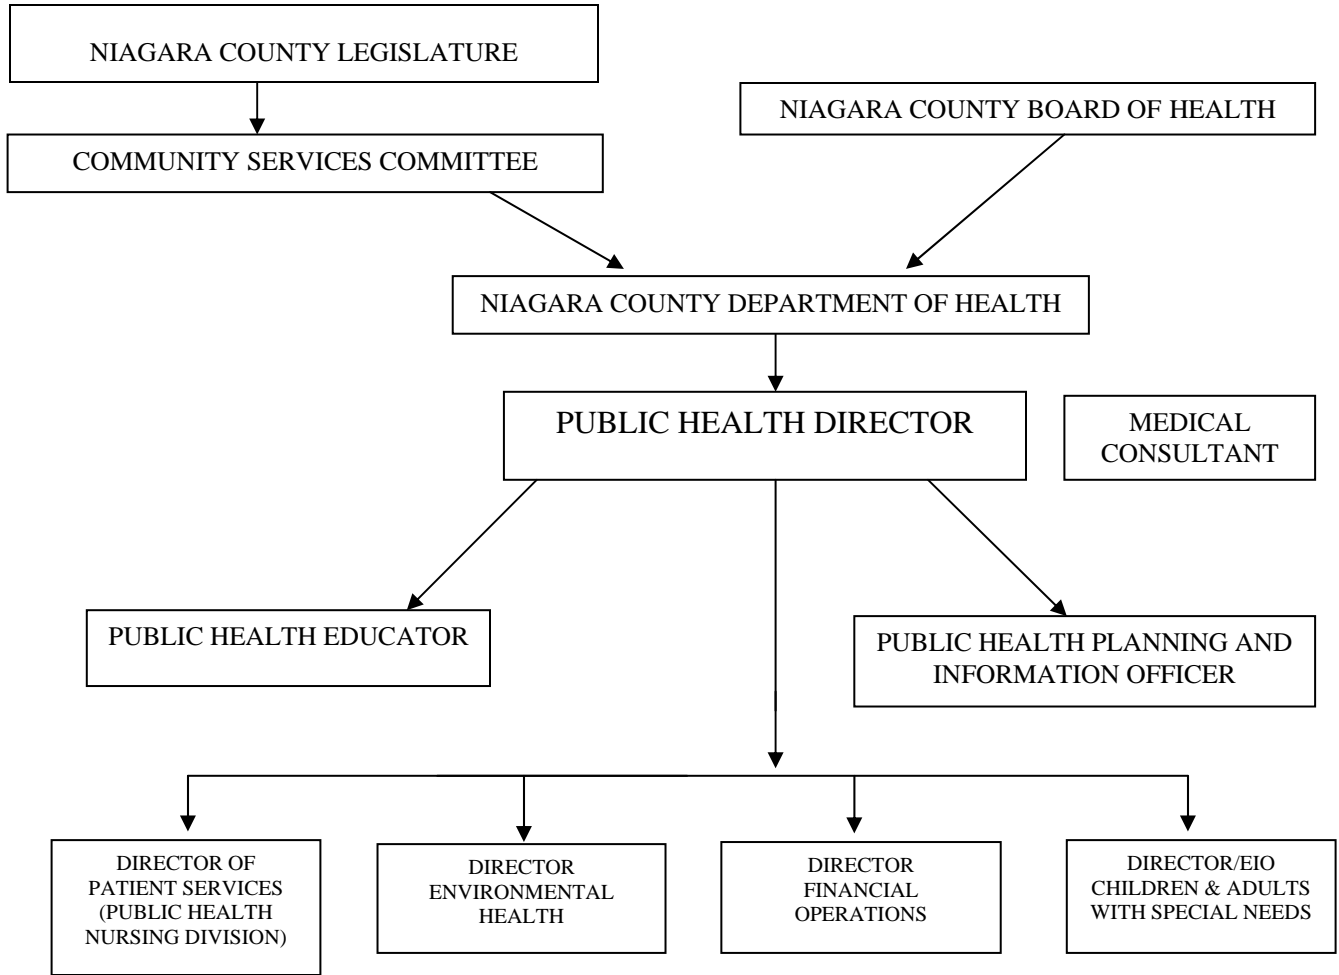 NIAGARA COUNTY LEGISLATURE
NIAGARA COUNTY BOARD OF HEALTH
COMMUNITY SERVICES COMMITTEE
NIAGARA COUNTY DEPARTMENT OF HEALTH
PUBLIC HEALTH DIRECTOR
MEDICAL
CONSULTANT
PUBLIC HEALTH EDUCATOR
PUBLIC HEALTH PLANNING AND
INFORMATION OFFICER
DIRECTOR OF
PATIENT SERVICES
(PUBLIC HEALTH
NURSING DIVISION)
DIRECTOR
ENVIRONMENTAL
HEALTH
DIRECTOR
FINANCIAL
OPERATIONS
DIRECTOR/EIO
CHILDREN & ADULTS
WITH SPECIAL NEEDS